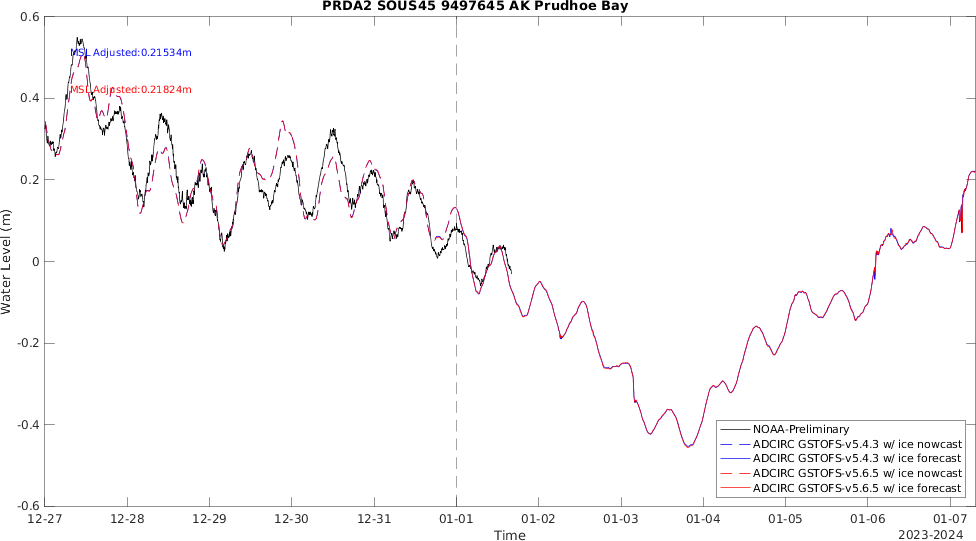 PRDA2 SOUS45 9497645 AK Prudhoe Bay
0.6
MSL Adjusted:0.21534m
MSL Adjusted:0.21824m
0.4
0.2
0
-0.2
-0.4
-0.6
Water Level (m)
NOAA-Preliminary
ADCIRC GSTOFS-v5.4.3 w/ ice nowcast
ADCIRC GSTOFS-v5.4.3 w/ ice forecast
ADCIRC GSTOFS-v5.6.5 w/ ice nowcast
ADCIRC GSTOFS-v5.6.5 w/ ice forecast
12-27 12-28 12-29 12-30 12-31 01-01 01-02 01-03 01-04 01-05 01-06 01-07
Time
2023-2024